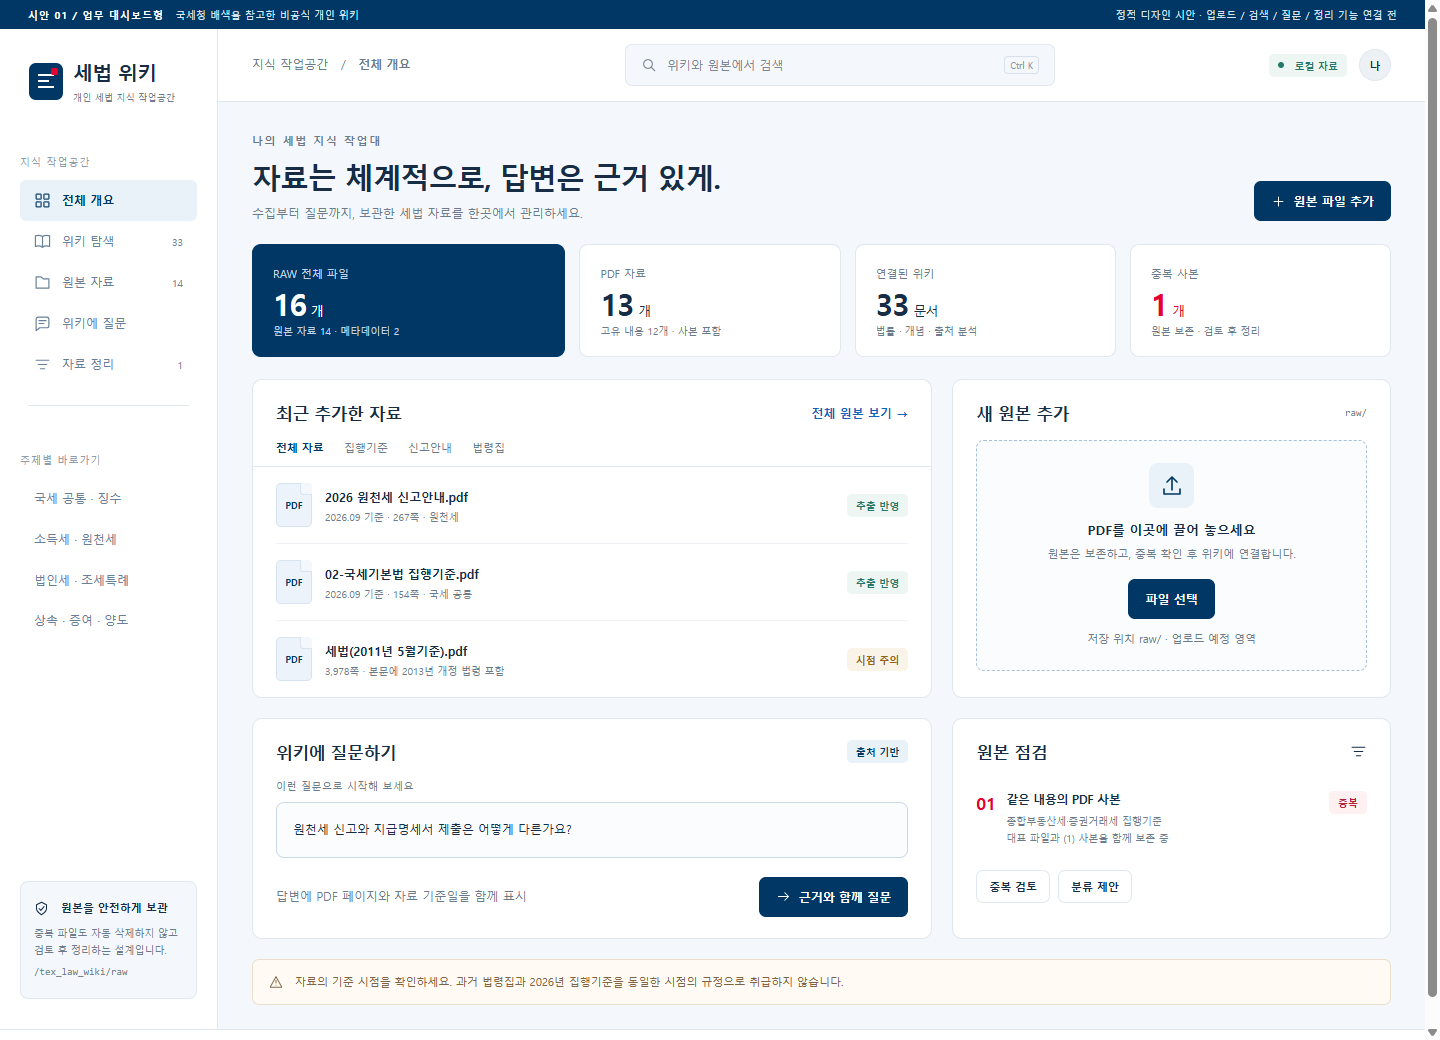 시안 01 / 업무 대시보드형 국세청 배색을 참고한 비공식 개인 위키
정적 디자인 시안 · 업로드 / 검색 / 질문 / 정리 기능 연결 전
세법 위키
개인 세법 지식 작업공간
지식 작업공간 / 전체 개요
위키와 원본에서 검색
Ctrl K
로컬 자료
나
지식 작업공간
전체 개요
위키 탐색 33
원본 자료 14
위키에 질문
자료 정리 1
주제별 바로가기
국세 공통 · 징수
소득세 · 원천세
법인세 · 조세특례
상속 · 증여 · 양도
원본을 안전하게 보관
중복 파일도 자동 삭제하지 않고
검토 후 정리하는 설계입니다.
/tex_law_wiki/raw
나의 세법 지식 작업대
자료는 체계적으로, 답변은 근거 있게.
수집부터 질문까지, 보관한 세법 자료를 한곳에서 관리하세요.
원본 파일 추가
RAW 전체 파일
16 개
원본 자료 14 · 메타데이터 2
PDF 자료
13 개
고유 내용 12개 · 사본 포함
연결된 위키
33 문서
법률 · 개념 · 출처 분석
중복 사본
1 개
원본 보존 · 검토 후 정리
최근 추가한 자료
전체 원본 보기 →
전체 자료 집행기준 신고안내 법령집
PDF
2026 원천세 신고안내.pdf
2026.09 기준 · 267쪽 · 원천세
추출 반영
PDF
02-국세기본법 집행기준.pdf
2026.09 기준 · 154쪽 · 국세 공통
추출 반영
PDF
세법(2011년 5월기준).pdf
3,978쪽 · 본문에 2013년 개정 법령 포함
시점 주의
새 원본 추가
raw/
PDF를 이곳에 끌어 놓으세요
원본은 보존하고, 중복 확인 후 위키에 연결합니다.
파일 선택
저장 위치 raw/ · 업로드 예정 영역
위키에 질문하기
출처 기반
이런 질문으로 시작해 보세요
원천세 신고와 지급명세서 제출은 어떻게 다른가요?
답변에 PDF 페이지와 자료 기준일을 함께 표시
→ 근거와 함께 질문
원본 점검
01 같은 내용의 PDF 사본
중복
종합부동산세·증권거래세 집행기준
대표 파일과 (1) 사본을 함께 보존 중
중복 검토
분류 제안
자료의 기준 시점을 확인하세요. 과거 법령집과 2026년 집행기준을 동일한 시점의 규정으로 취급하지 않습니다.